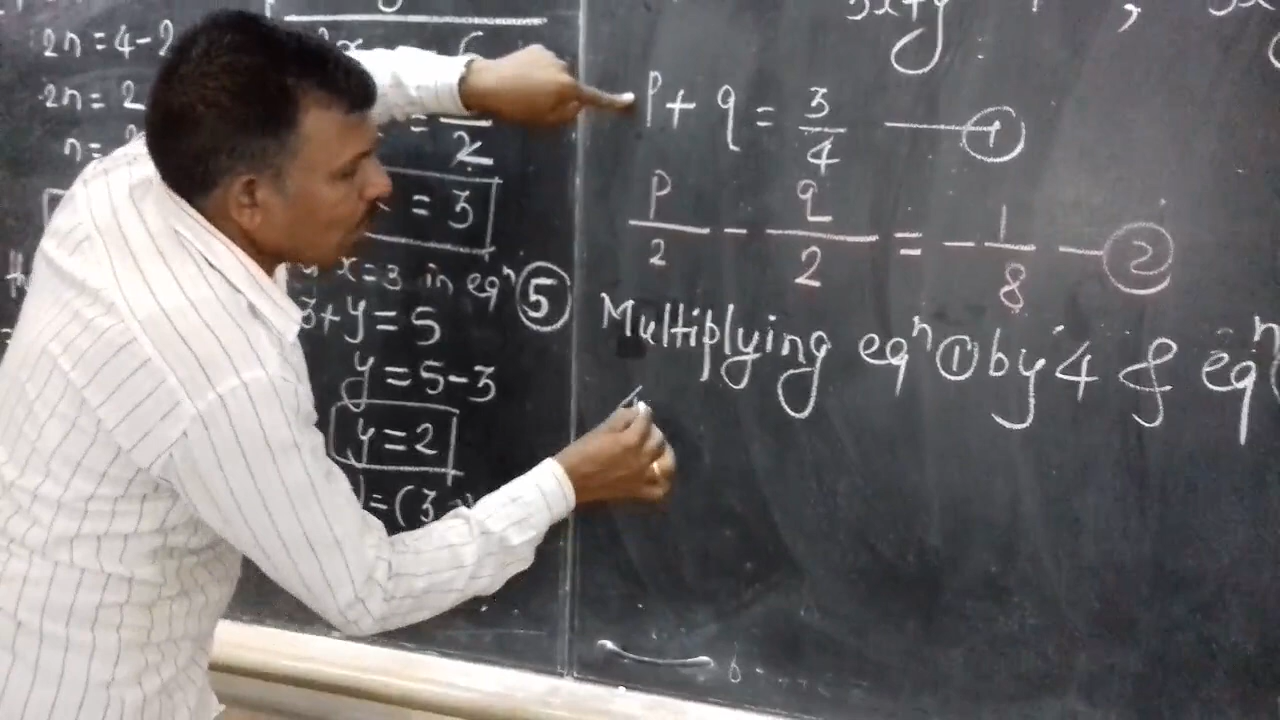 2n = 4-2
2n = 2
n =
= 3
x=3 in eqⁿ ⑤
3+y = 5
y = 5-3
y = 2
= (3
p + q = 3/4 — ①
p/2 - q/2 = -1/8 — ②
Multiplying eqⁿ ① by 4 & eqⁿ